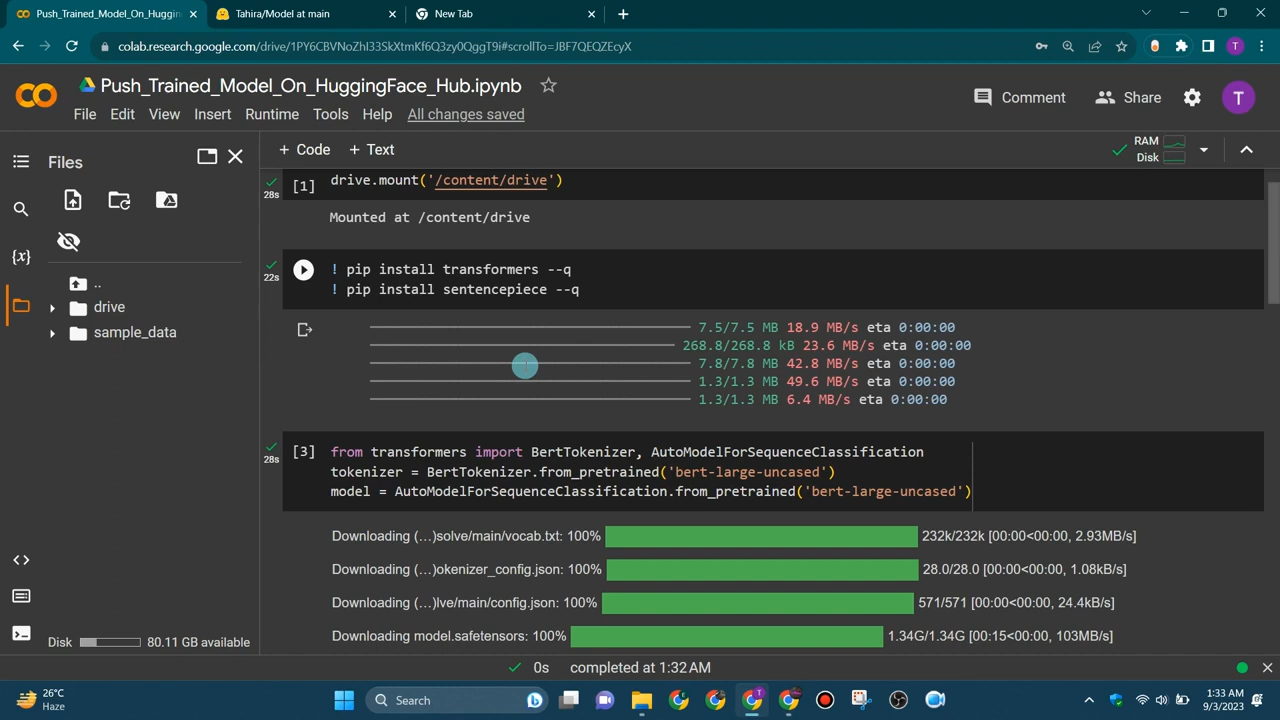 Push_Trained_Model_On_Hugging
Tahira/Model at main
New Tab
colab.research.google.com/drive/1PY6CBVNoZhI33SkXtmKf6Q3zy0QggT9i#scrollTo=JBF7QEQZEcyX
T
CO
Push_Trained_Model_On_HuggingFace_Hub.ipynb
Comment
Share
T
File Edit View Insert Runtime Tools Help All changes saved
Files
+ Code + Text
RAM
Disk
28s
[1]
drive.mount('/content/drive')
Mounted at /content/drive
{x}
..
drive
sample_data
22s
! pip install transformers --q
! pip install sentencepiece --q
7.5/7.5 MB 18.9 MB/s eta 0:00:00
268.8/268.8 kB 23.6 MB/s eta 0:00:00
7.8/7.8 MB 42.8 MB/s eta 0:00:00
1.3/1.3 MB 49.6 MB/s eta 0:00:00
1.3/1.3 MB 6.4 MB/s eta 0:00:00
28s
[3]
from transformers import BertTokenizer, AutoModelForSequenceClassification
tokenizer = BertTokenizer.from_pretrained('bert-large-uncased')
model = AutoModelForSequenceClassification.from_pretrained('bert-large-uncased')
Downloading (…)solve/main/vocab.txt: 100% 232k/232k [00:00<00:00, 2.93MB/s]
Downloading (…)okenizer_config.json: 100% 28.0/28.0 [00:00<00:00, 1.08kB/s]
Downloading (…)lve/main/config.json: 100% 571/571 [00:00<00:00, 24.4kB/s]
Downloading model.safetensors: 100% 1.34G/1.34G [00:15<00:00, 103MB/s]
Disk 80.11 GB available
0s completed at 1:32 AM
26°C
Haze
Search
1:33 AM
9/3/2023